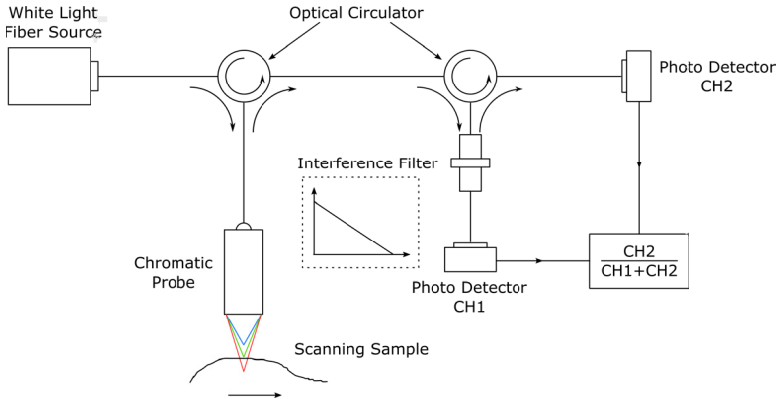 White Light
Fiber Source
Optical Circulator
Photo Detector
CH2
Interference Filter
Chromatic
Probe
CH2
CH1+CH2
Photo Detector
CH1
Scanning Sample